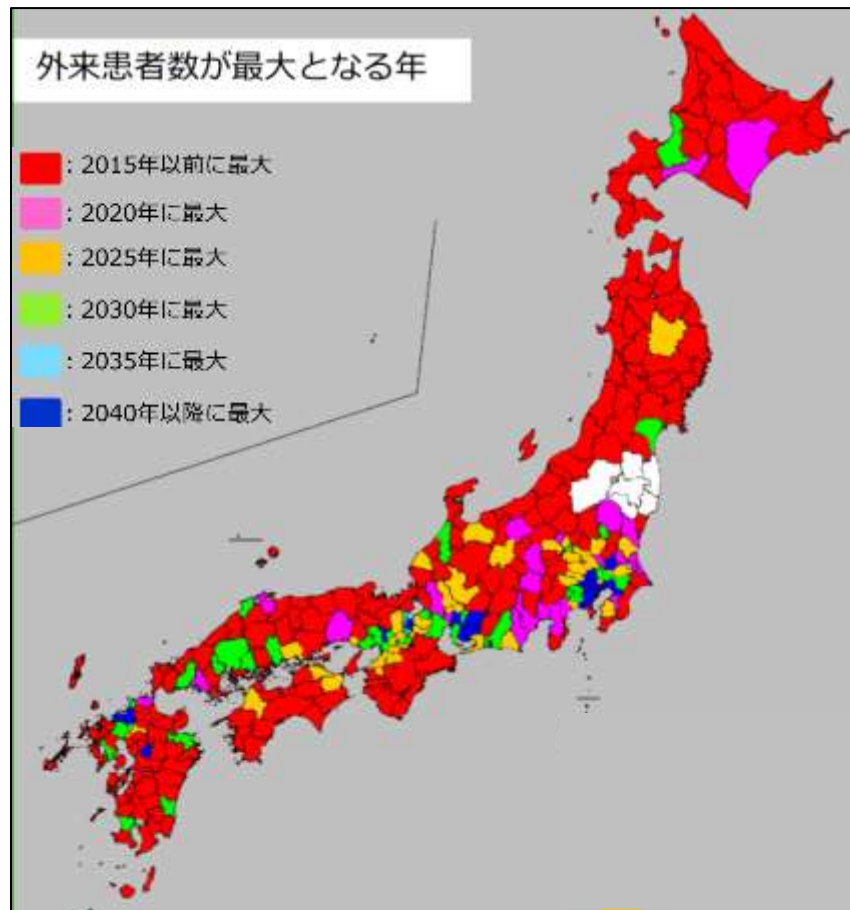 外来患者数が最大となる年
：2015年以前に最大
：2020年に最大
：2025年に最大
：2030年に最大
：2035年に最大
：2040年以降に最大